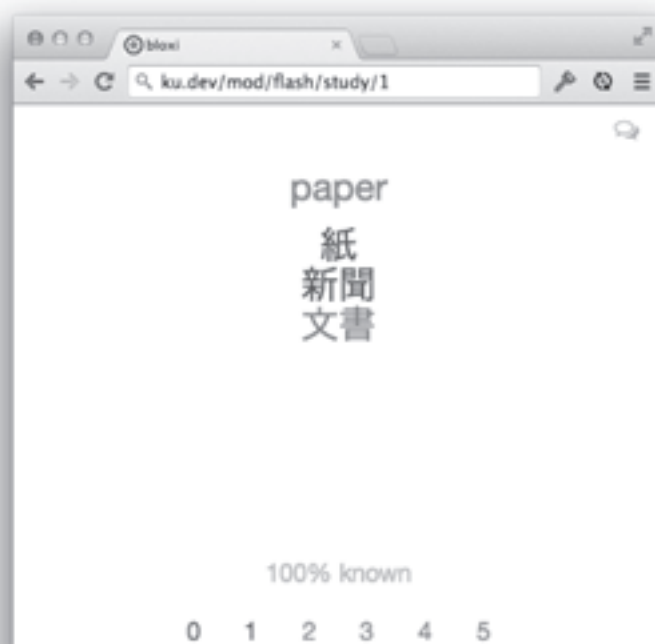 bloxi
ku.dev/mod/flash/study/1
paper
紙
新聞
文書
100% known
0 1 2 3 4 5